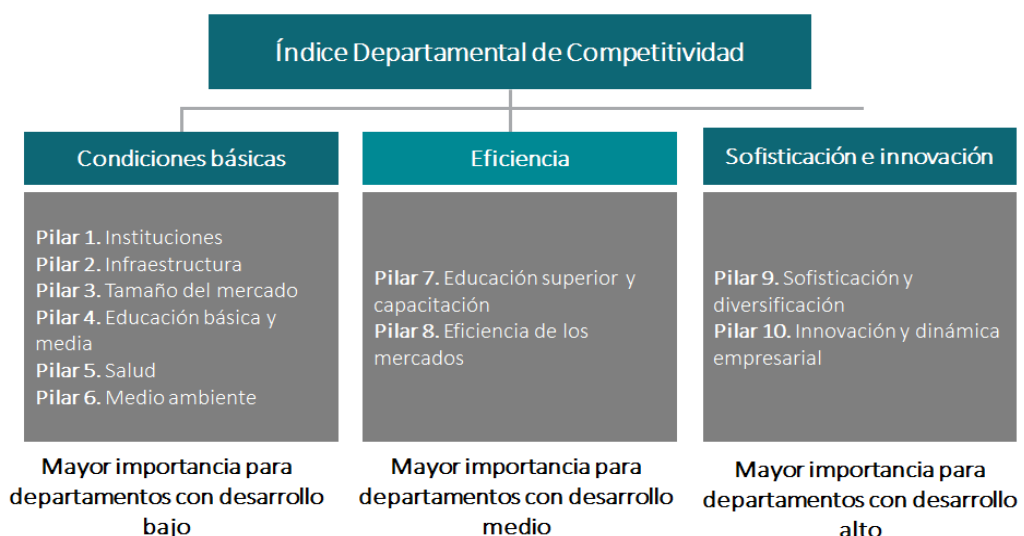 Índice Departamental de Competitividad
Condiciones básicas
Pilar 1. Instituciones
Pilar 2. Infraestructura
Pilar 3. Tamaño del mercado
Pilar 4. Educación básica y
media
Pilar 5. Salud
Pilar 6. Medio ambiente
Mayor importancia para
departamentos con desarrollo
bajo
Eficiencia
Pilar 7. Educación superior y
capacitación
Pilar 8. Eficiencia de los
mercados
Mayor importancia para
departamentos con desarrollo
medio
Sofisticación e innovación
Pilar 9. Sofisticación y
diversificación
Pilar 10. Innovación y dinámica
empresarial
Mayor importancia para
departamentos con desarrollo
alto